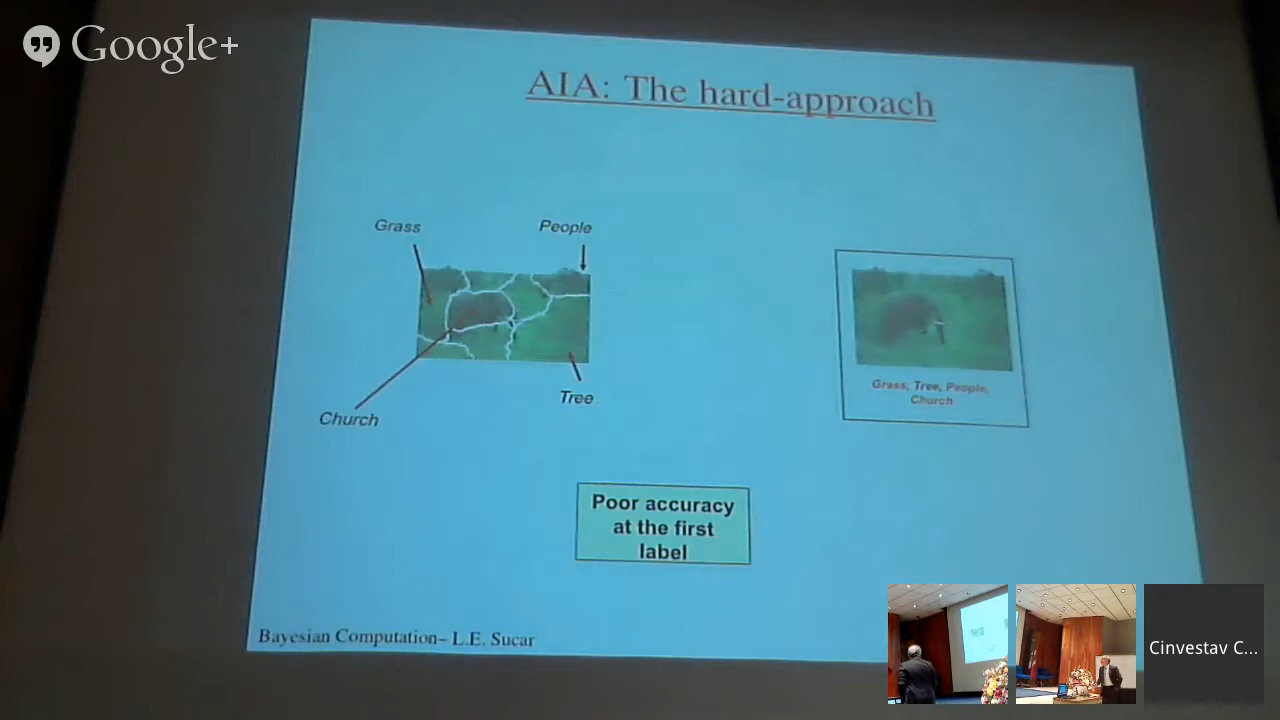 Google+
AIA: The hard-approach
Grass
People
Church
Tree
Grass, Tree, People,
Church
Poor accuracy
at the first
label
Bayesian Computation– L.E. Sucar
Cinvestav C...